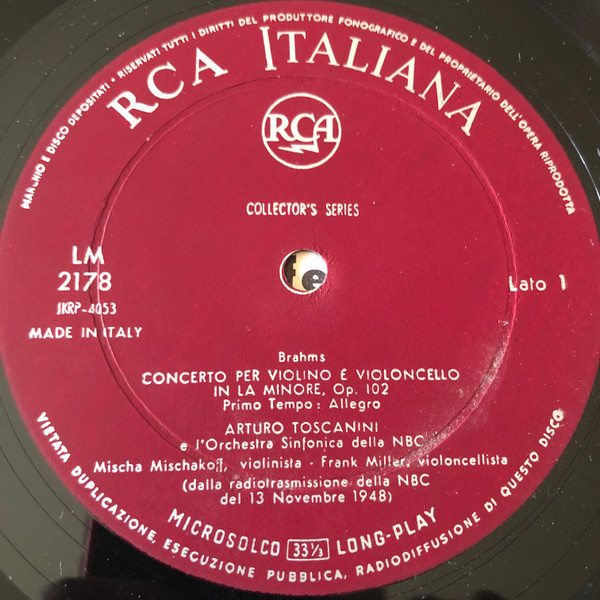 MARCHIO E DISCO DEPOSITATI • RISERVATI TUTTI I DIRITTI DEL PRODUTTORE FONOGRAFICO E DEL PROPRIETARIO DELL'OPERA RIPRODOTTA
RCA ITALIANA
RCA
COLLECTOR'S SERIES
LM
2178
JKRP-4053
MADE IN ITALY
te
Lato 1
Brahms
CONCERTO PER VIOLINO E VIOLONCELLO
IN LA MINORE, Op. 102
Primo Tempo: Allegro
ARTURO TOSCANINI
e l'Orchestra Sinfonica della NBC
Mischa Mischakoff, violinista - Frank Miller, violoncellista
(dalla radiotrasmissione della NBC
del 13 Novembre 1948)
MICROSOLCO 33⅓ LONG-PLAY
VIETATA DUPLICAZIONE, ESECUZIONE PUBBLICA, RADIODIFFUSIONE DI QUESTO DISCO